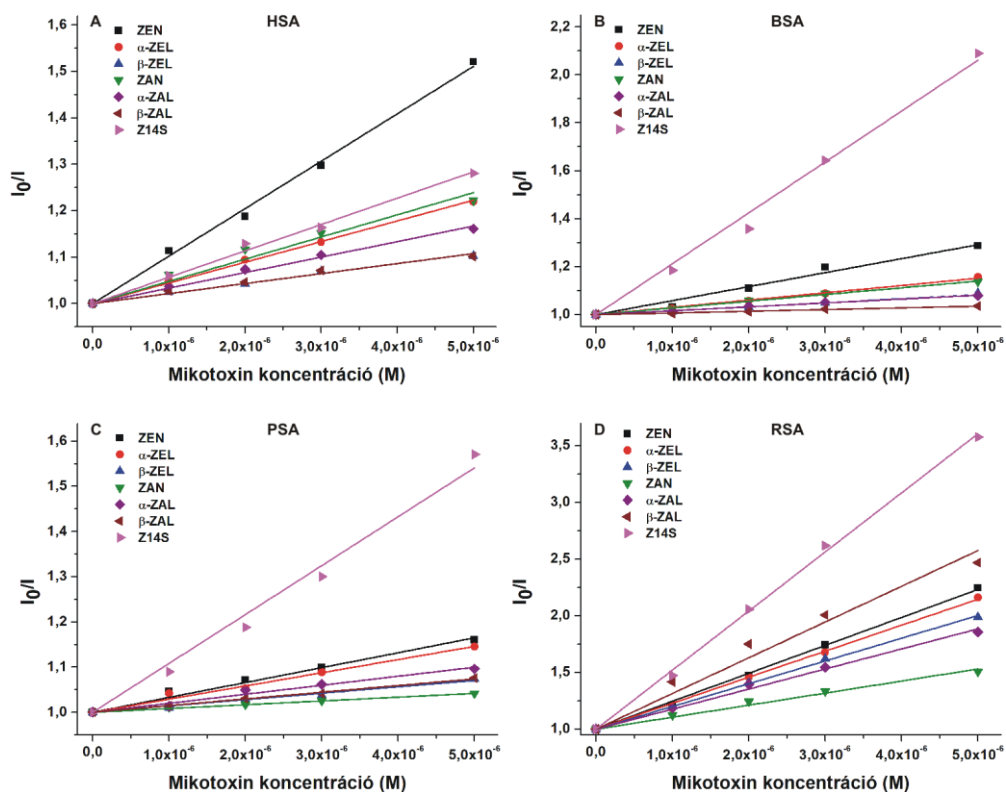 A HSA
ZEN
α-ZEL
β-ZEL
ZAN
α-ZAL
β-ZAL
Z14S
1,6
1,5
1,4
1,3
1,2
1,1
1,0
I₀/I
0,0 1,0x10⁻⁶ 2,0x10⁻⁶ 3,0x10⁻⁶ 4,0x10⁻⁶ 5,0x10⁻⁶
Mikotoxin koncentráció (M)
B BSA
ZEN
α-ZEL
β-ZEL
ZAN
α-ZAL
β-ZAL
Z14S
2,2
2,0
1,8
1,6
1,4
1,2
1,0
I₀/I
0,0 1,0x10⁻⁶ 2,0x10⁻⁶ 3,0x10⁻⁶ 4,0x10⁻⁶ 5,0x10⁻⁶
Mikotoxin koncentráció (M)
C PSA
ZEN
α-ZEL
β-ZEL
ZAN
α-ZAL
β-ZAL
Z14S
1,6
1,5
1,4
1,3
1,2
1,1
1,0
I₀/I
0,0 1,0x10⁻⁶ 2,0x10⁻⁶ 3,0x10⁻⁶ 4,0x10⁻⁶ 5,0x10⁻⁶
Mikotoxin koncentráció (M)
D RSA
ZEN
α-ZEL
β-ZEL
ZAN
α-ZAL
β-ZAL
Z14S
3,5
3,0
2,5
2,0
1,5
1,0
I₀/I
0,0 1,0x10⁻⁶ 2,0x10⁻⁶ 3,0x10⁻⁶ 4,0x10⁻⁶ 5,0x10⁻⁶
Mikotoxin koncentráció (M)